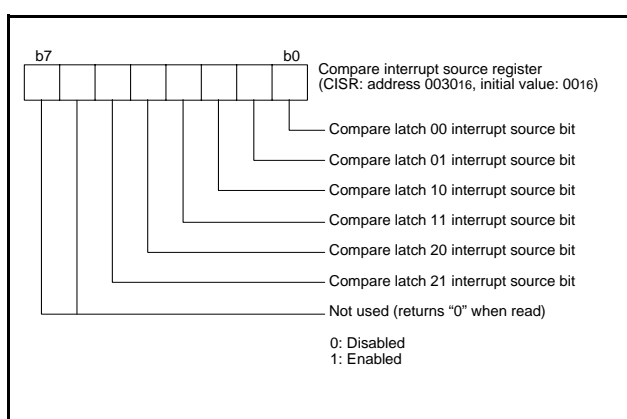 b7 b0
Compare interrupt source register
(CISR: address 003016, initial value: 0016)
Compare latch 00 interrupt source bit
Compare latch 01 interrupt source bit
Compare latch 10 interrupt source bit
Compare latch 11 interrupt source bit
Compare latch 20 interrupt source bit
Compare latch 21 interrupt source bit
Not used (returns “0” when read)
0: Disabled
1: Enabled